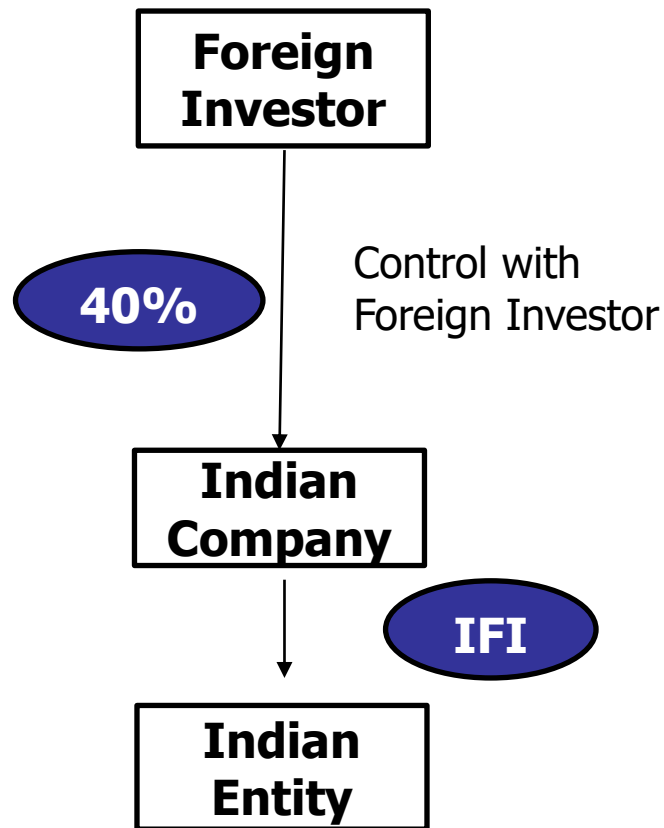 Foreign
Investor
40%
Control with
Foreign Investor
Indian
Company
IFI
Indian
Entity